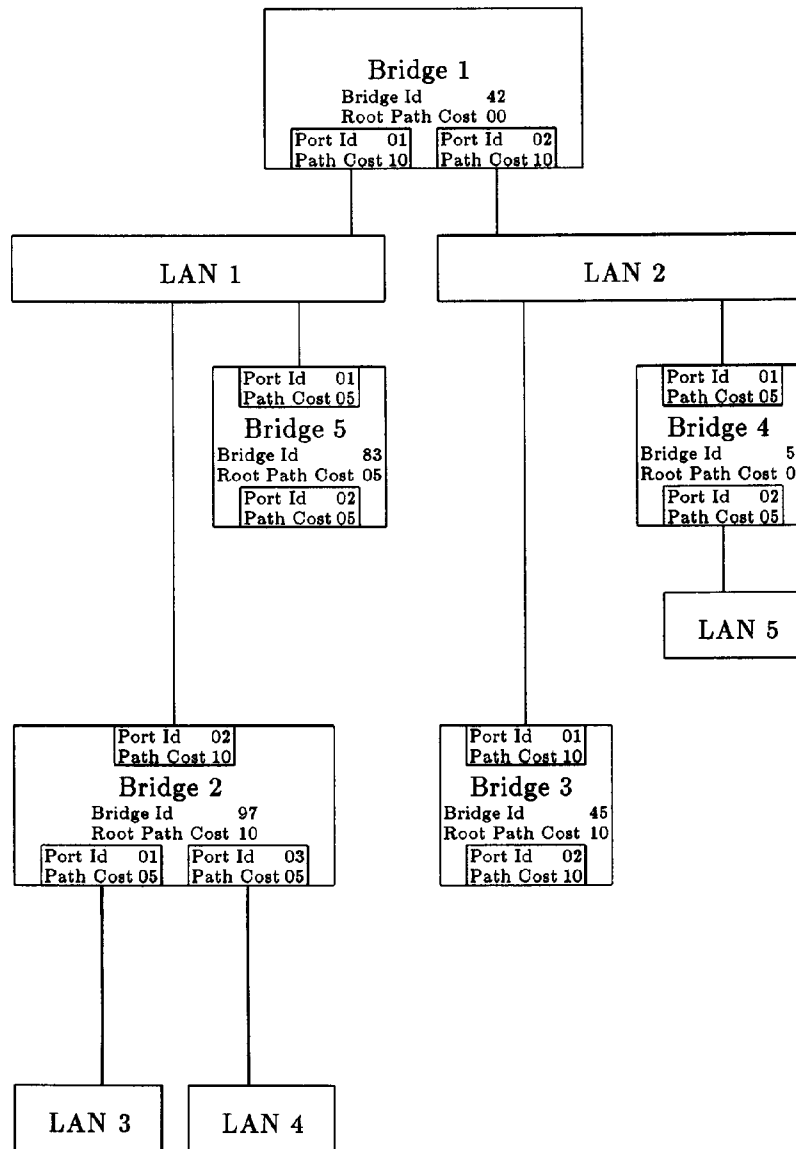 Bridge 1
Bridge Id 42
Root Path Cost 00
Port Id 01
Path Cost 10
Port Id 02
Path Cost 10
LAN 1
LAN 2
Port Id 01
Path Cost 05
Bridge 5
Bridge Id 83
Root Path Cost 05
Port Id 02
Path Cost 05
Port Id 01
Path Cost 05
Bridge 4
Bridge Id 5
Root Path Cost 0
Port Id 02
Path Cost 05
LAN 5
Port Id 02
Path Cost 10
Bridge 2
Bridge Id 97
Root Path Cost 10
Port Id 01
Path Cost 05
Port Id 03
Path Cost 05
Port Id 01
Path Cost 10
Bridge 3
Bridge Id 45
Root Path Cost 10
Port Id 02
Path Cost 10
LAN 3
LAN 4